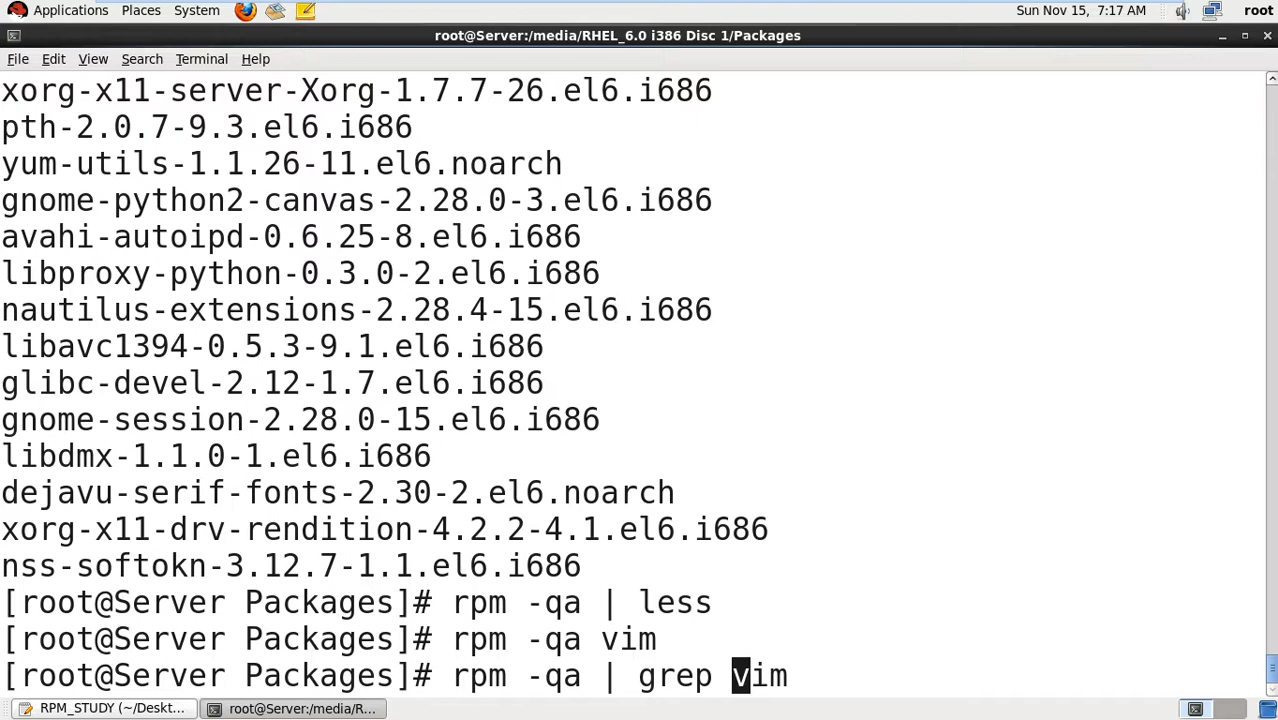 Applications Places System Sun Nov 15, 7:17 AM root
root@Server:/media/RHEL_6.0 i386 Disc 1/Packages
File Edit View Search Terminal Help
xorg-x11-server-Xorg-1.7.7-26.el6.i686
pth-2.0.7-9.3.el6.i686
yum-utils-1.1.26-11.el6.noarch
gnome-python2-canvas-2.28.0-3.el6.i686
avahi-autoipd-0.6.25-8.el6.i686
libproxy-python-0.3.0-2.el6.i686
nautilus-extensions-2.28.4-15.el6.i686
libavc1394-0.5.3-9.1.el6.i686
glibc-devel-2.12-1.7.el6.i686
gnome-session-2.28.0-15.el6.i686
libdmx-1.1.0-1.el6.i686
dejavu-serif-fonts-2.30-2.el6.noarch
xorg-x11-drv-rendition-4.2.2-4.1.el6.i686
nss-softokn-3.12.7-1.1.el6.i686
[root@Server Packages]# rpm -qa | less
[root@Server Packages]# rpm -qa vim
[root@Server Packages]# rpm -qa | grep vim
RPM_STUDY (~/Deskt... root@Server:/media/R...